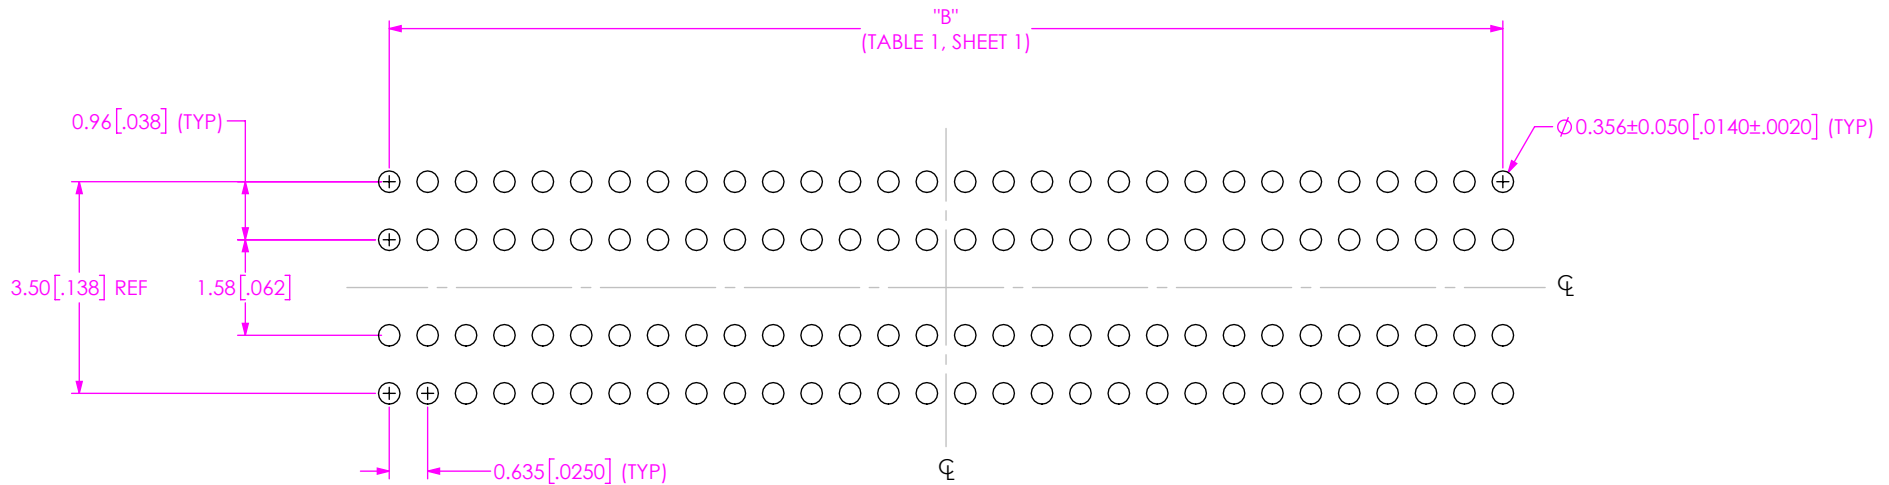 "B"
(TABLE 1, SHEET 1)
0.96[.038] (TYP)
Ø0.356±0.050[.0140±.0020] (TYP)
3.50[.138] REF
1.58[.062]
℄
0.635[.0250] (TYP)
℄